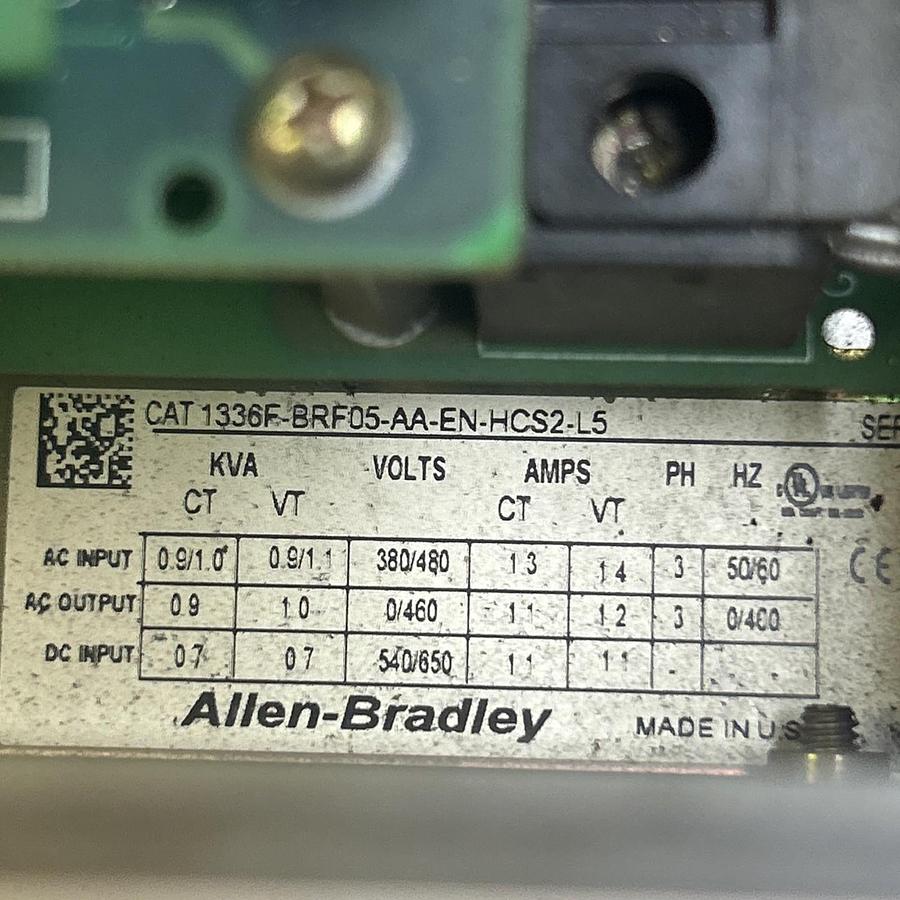 CAT 1336F-BRF05-AA-EN-HCS2-L5 SER
KVA VOLTS AMPS PH HZ UL
CT VT CT VT
AC INPUT 0.9/1.0 0.9/1.1 380/480 1.3 1.4 3 50/60 CE
AC OUTPUT 0.9 1.0 0/460 1.1 1.2 3 0/400
DC INPUT 0.7 0.7 540/650 1.1 1.1 - -
Allen-Bradley MADE IN U.S